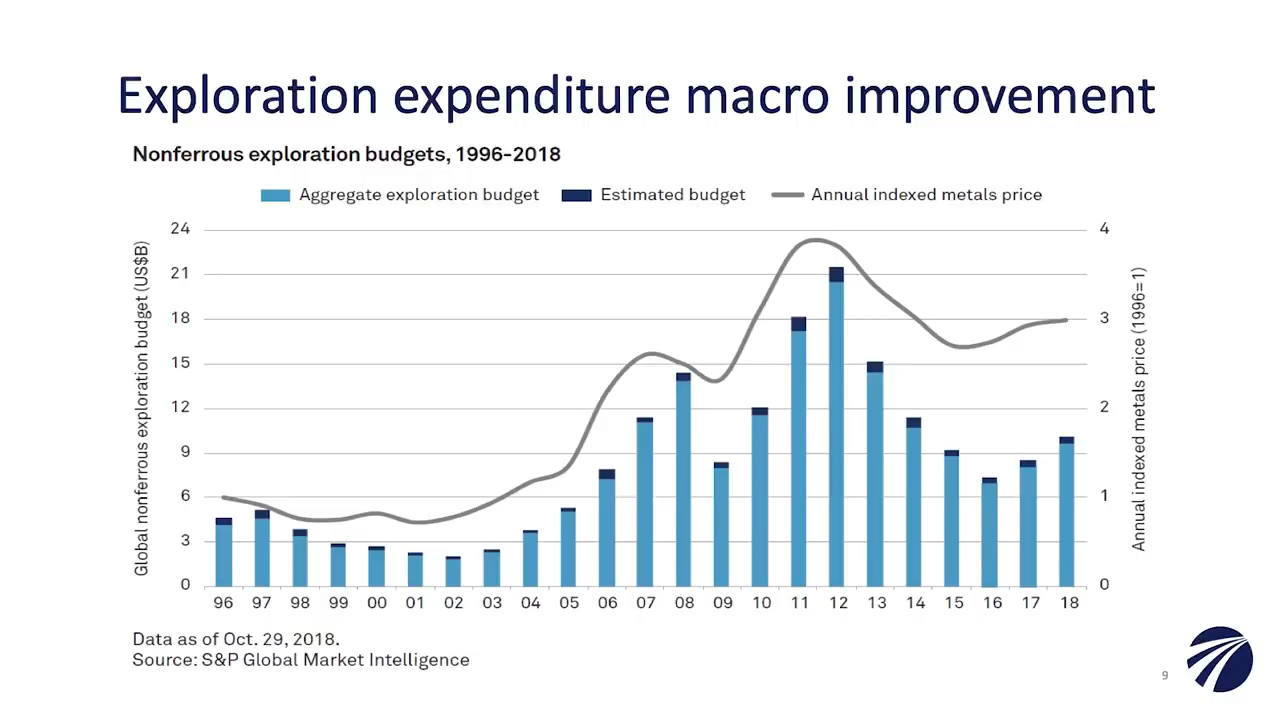 Exploration expenditure macro improvement
Nonferrous exploration budgets, 1996-2018
Aggregate exploration budget Estimated budget Annual indexed metals price
Global nonferrous exploration budget (US$B)
24
21
18
15
12
9
6
3
0
4
3
2
1
0
Annual indexed metals price (1996=1)
96 97 98 99 00 01 02 03 04 05 06 07 08 09 10 11 12 13 14 15 16 17 18
Data as of Oct. 29, 2018.
Source: S&P Global Market Intelligence
9